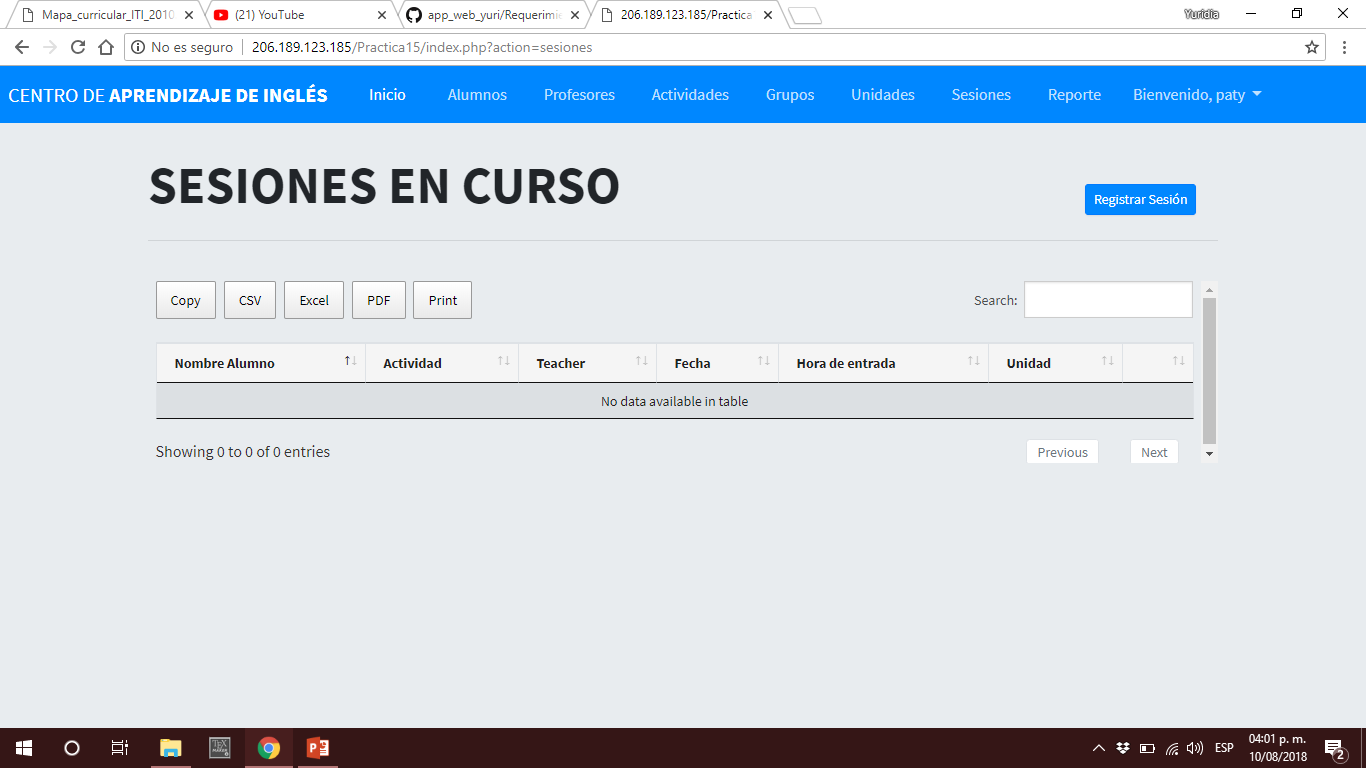 Mapa_curricular_ITI_2010
(21) YouTube
app_web_yuri/Requerimie
206.189.123.185/Practica
Yuridia
No es seguro
206.189.123.185/Practica15/index.php?action=sesiones
CENTRO DE APRENDIZAJE DE INGLÉS
Inicio
Alumnos
Profesores
Actividades
Grupos
Unidades
Sesiones
Reporte
Bienvenido, paty
SESIONES EN CURSO
Registrar Sesión
Copy
CSV
Excel
PDF
Print
Search:
Nombre Alumno
Actividad
Teacher
Fecha
Hora de entrada
Unidad
No data available in table
Showing 0 to 0 of 0 entries
Previous
Next
ESP
04:01 p. m.
10/08/2018
2